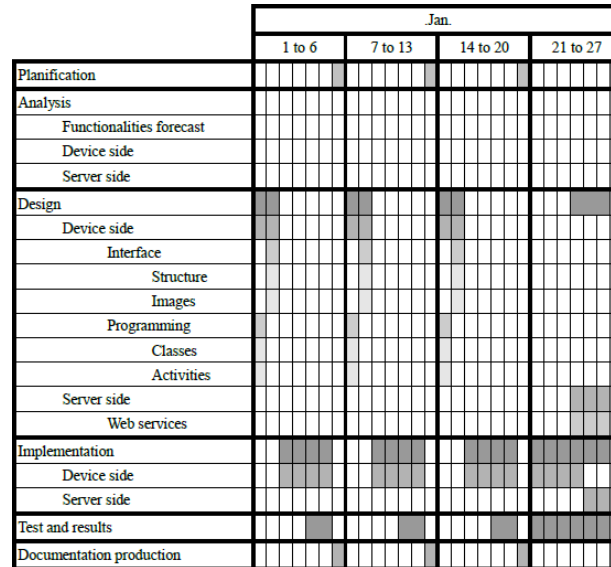 .Jan.
1 to 6 7 to 13 14 to 20 21 to 27
Planification
Analysis
Functionalities forecast
Device side
Server side
Design
Device side
Interface
Structure
Images
Programming
Classes
Activities
Server side
Web services
Implementation
Device side
Server side
Test and results
Documentation production